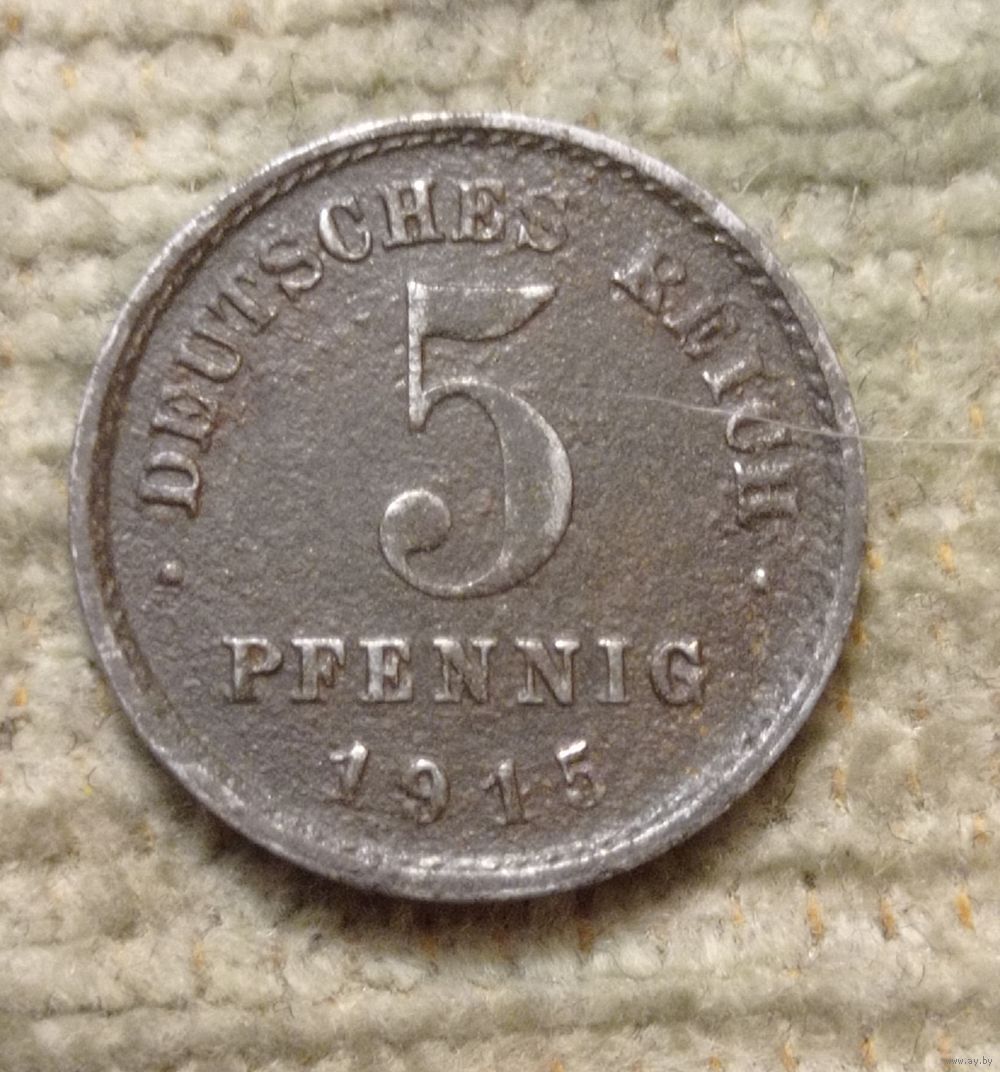 • DEUTSCHES REICH •
5
PFENNIG
1915
www.ay.by